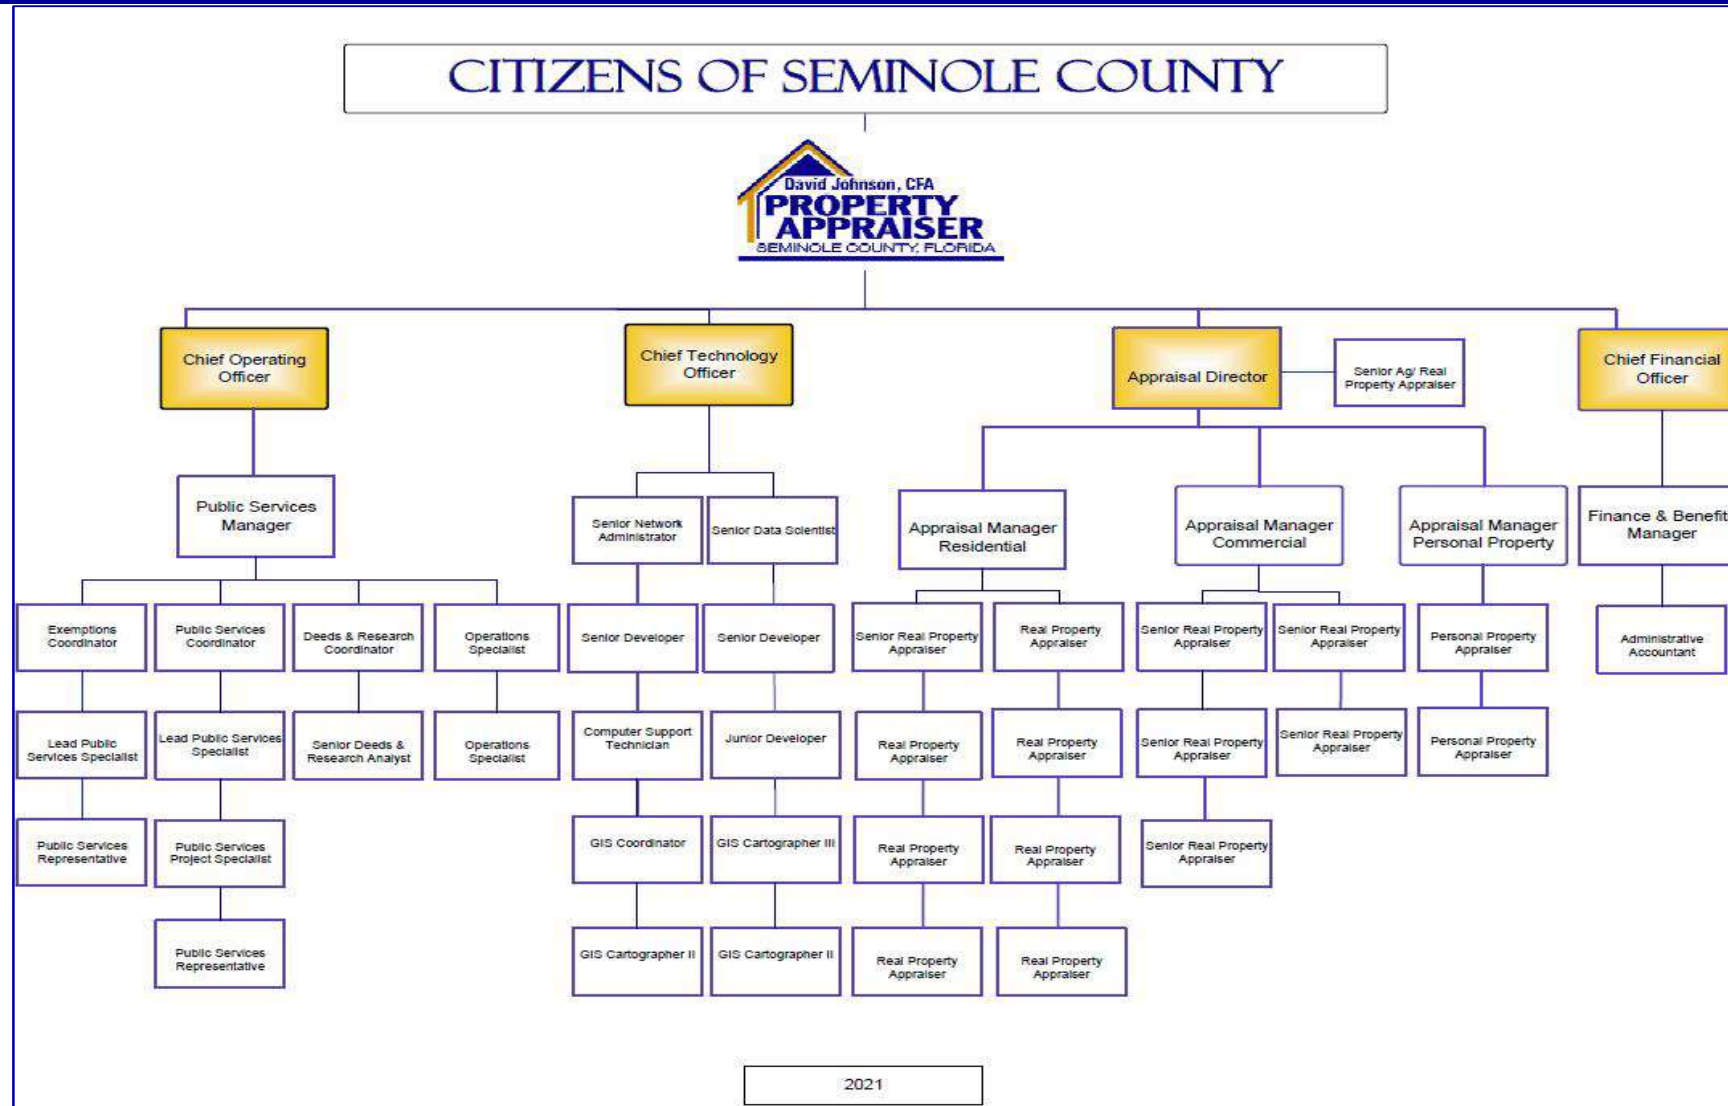 CITIZENS OF SEMINOLE COUNTY
David Johnson, CFA
PROPERTY
APPRAISER
SEMINOLE COUNTY, FLORIDA
Chief Operating
Officer
Chief Technology
Officer
Appraisal Director
Senior Ag/ Real
Property Appraiser
Chief Financial
Officer
Public Services
Manager
Senior Network
Administrator
Senior Data Scientist
Appraisal Manager
Residential
Appraisal Manager
Commercial
Appraisal Manager
Personal Property
Finance & Benefit
Manager
Exemptions
Coordinator
Public Services
Coordinator
Deeds & Research
Coordinator
Operations
Specialist
Senior Developer
Senior Developer
Senior Real Property
Appraiser
Real Property
Appraiser
Senior Real Property
Appraiser
Senior Real Property
Appraiser
Personal Property
Appraiser
Administrative
Accountant
Lead Public
Services Specialist
Lead Public Services
Specialist
Senior Deeds &
Research Analyst
Operations
Specialist
Computer Support
Technician
Junior Developer
Real Property
Appraiser
Real Property
Appraiser
Senior Real Property
Appraiser
Senior Real Property
Appraiser
Personal Property
Appraiser
Public Services
Representative
Public Services
Project Specialist
GIS Coordinator
GIS Cartographer III
Real Property
Appraiser
Real Property
Appraiser
Senior Real Property
Appraiser
Public Services
Representative
GIS Cartographer II
GIS Cartographer II
Real Property
Appraiser
Real Property
Appraiser
2021